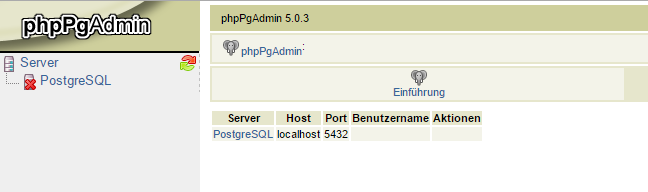 phpPgAdmin
Server
PostgreSQL
phpPgAdmin 5.0.3
phpPgAdmin:
Einführung
Server Host Port Benutzername Aktionen
PostgreSQL localhost 5432